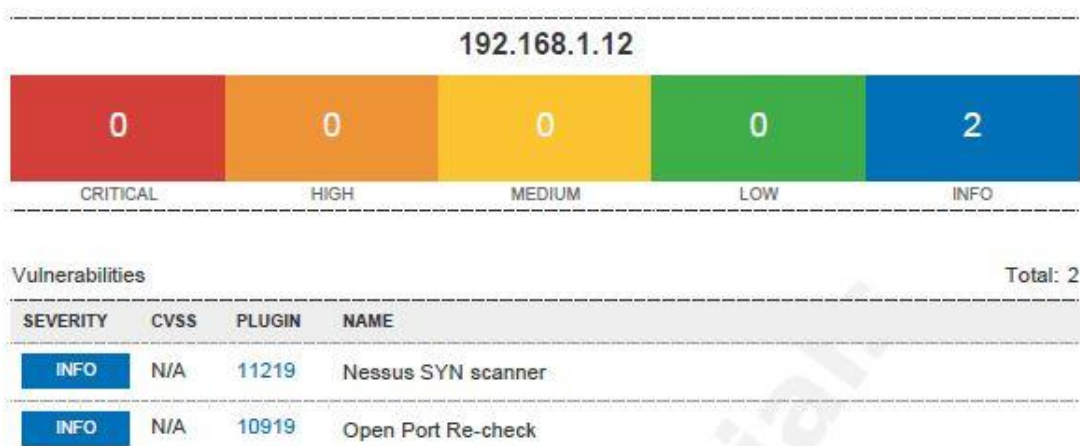 192.168.1.12
0 0 0 0 2
CRITICAL HIGH MEDIUM LOW INFO
Vulnerabilities Total: 2
SEVERITY CVSS PLUGIN NAME
INFO N/A 11219 Nessus SYN scanner
INFO N/A 10919 Open Port Re-check